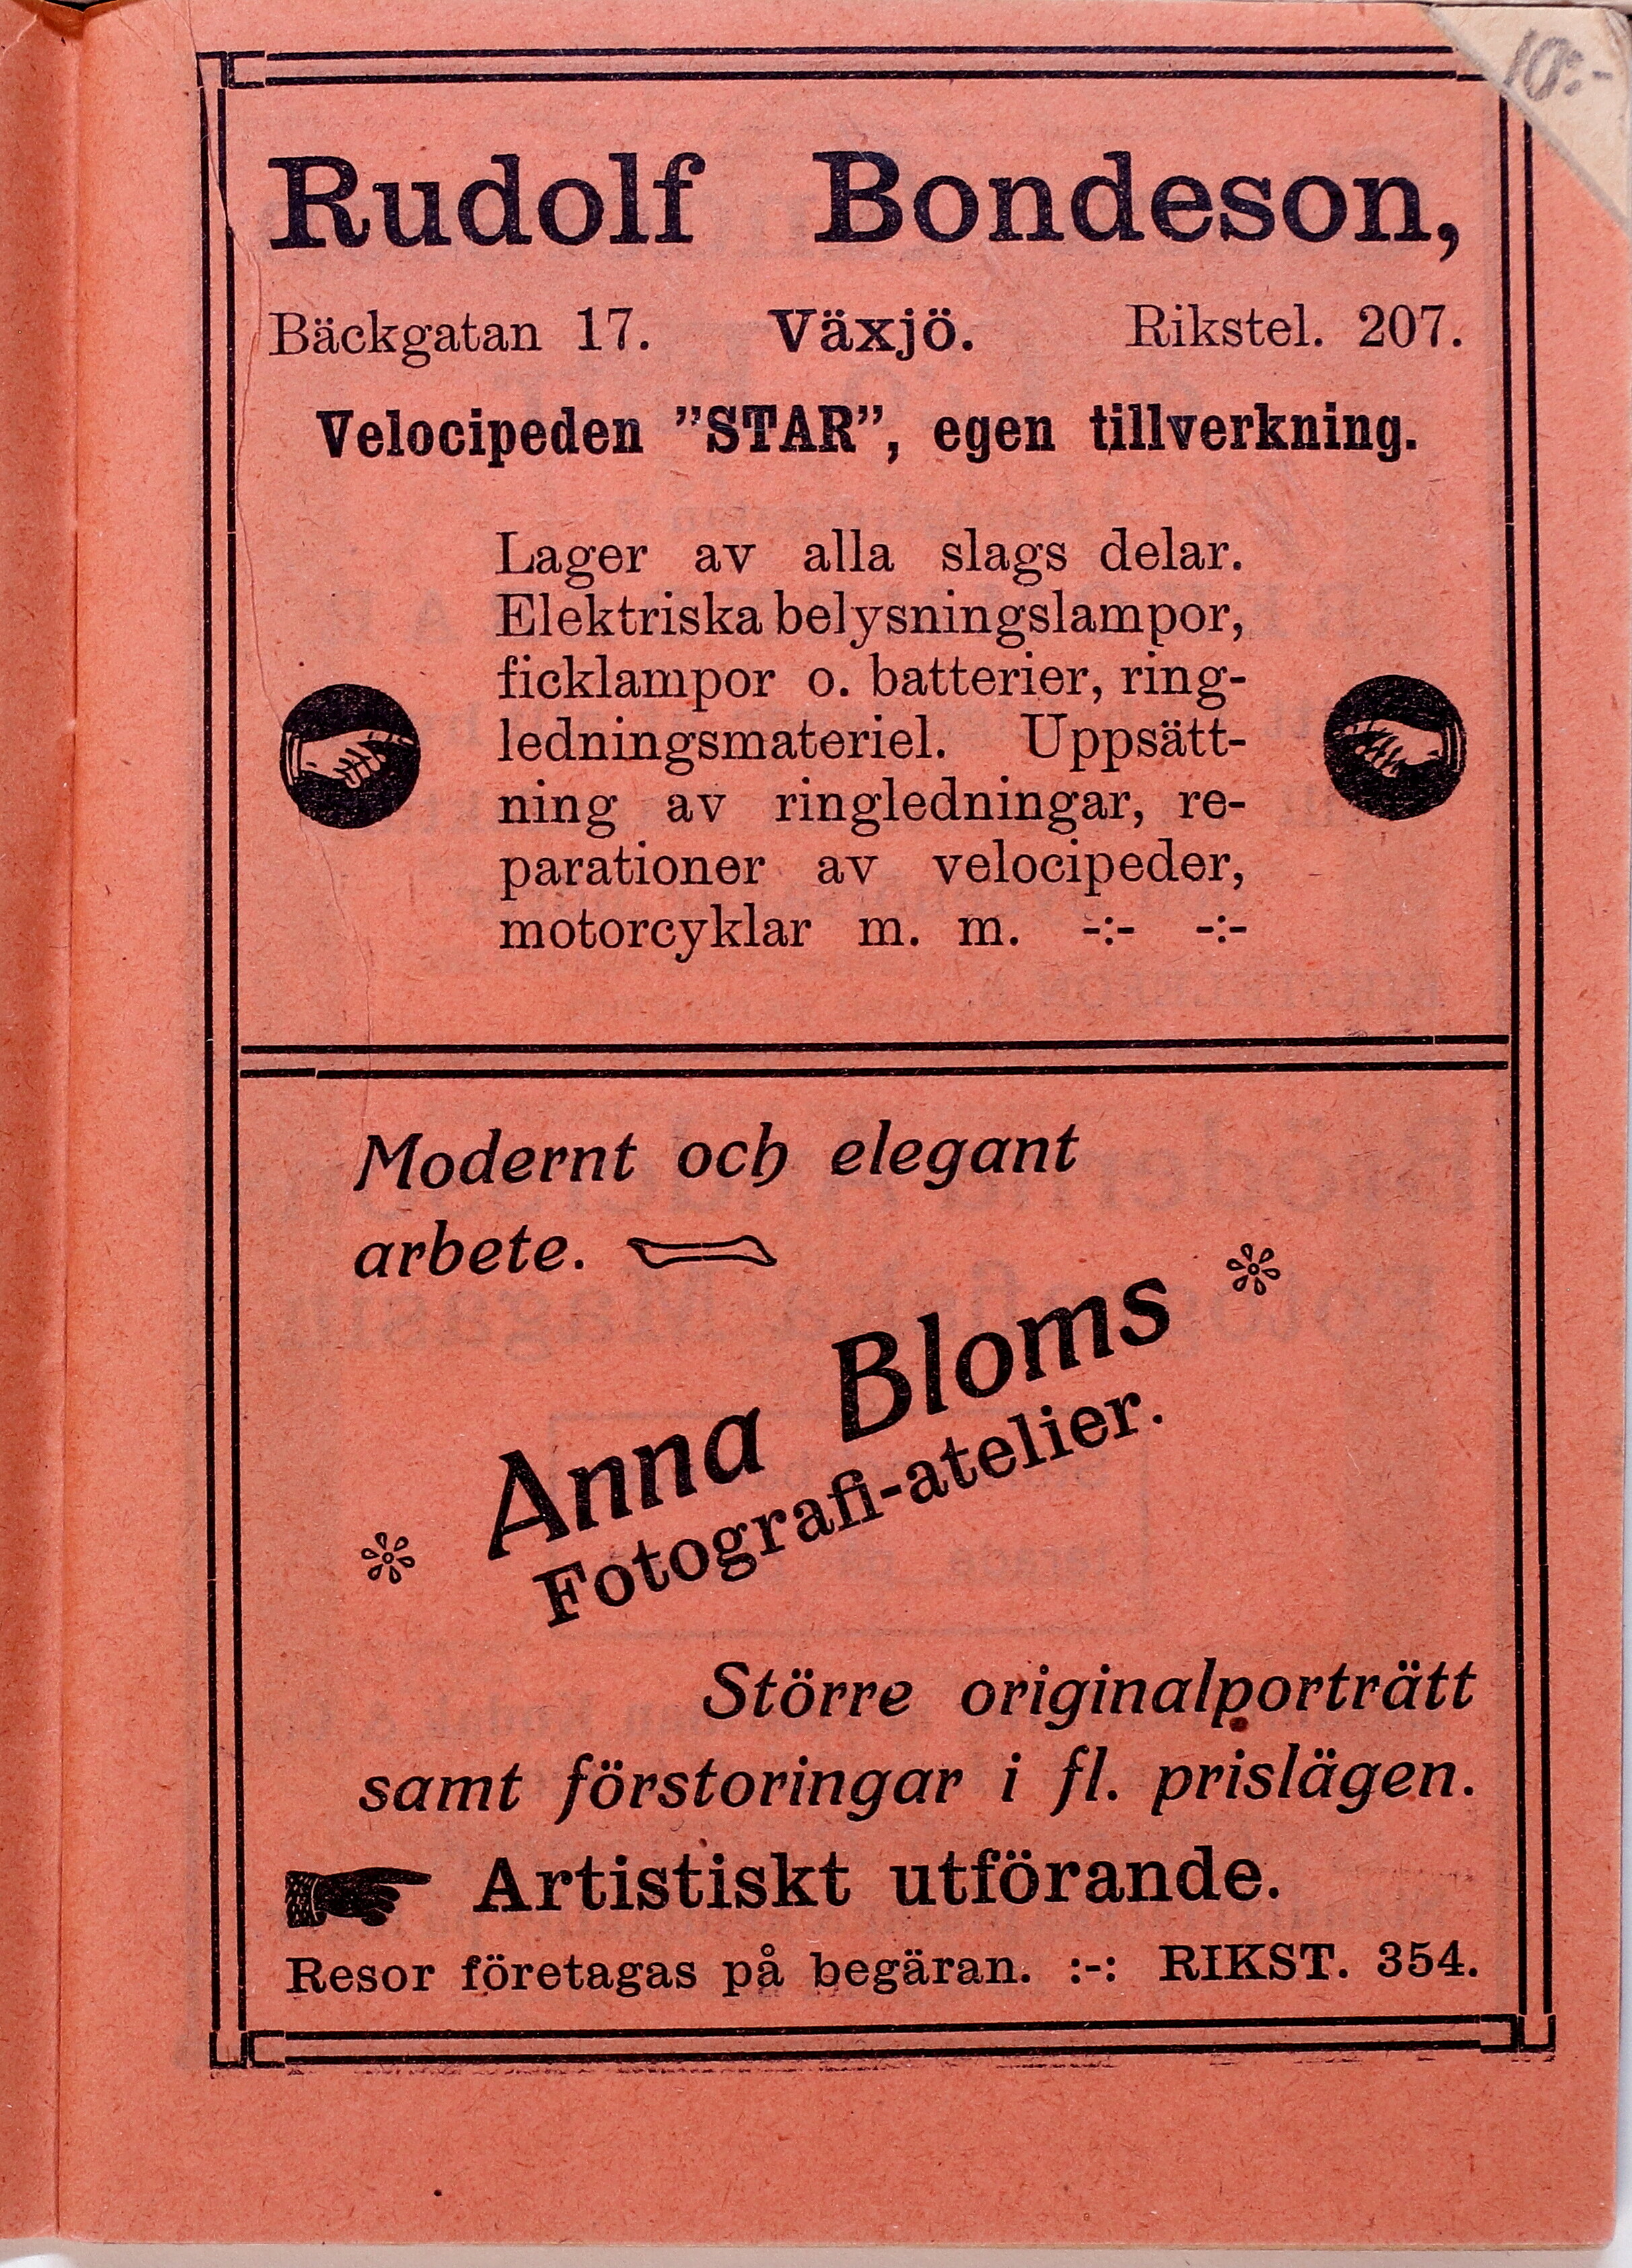 10:-
Rudolf Bondeson,
Bäckgatan 17. Växjö. Rikstel. 207.
Velocipeden ”STAR”, egen tillverkning.
Lager av alla slags delar.
Elektriska belysningslampor,
ficklampor o. batterier, ring-
ledningsmateriel. Uppsätt-
ning av ringledningar, re-
parationer av velocipeder,
motorcyklar m. m. -:- -:-
Modernt och elegant
arbete.
Anna Bloms
Fotografi-atelier.
Större originalporträtt
samt förstoringar i fl. prislägen.
Artistiskt utförande.
Resor företagas på begäran. :-: RIKST. 354.